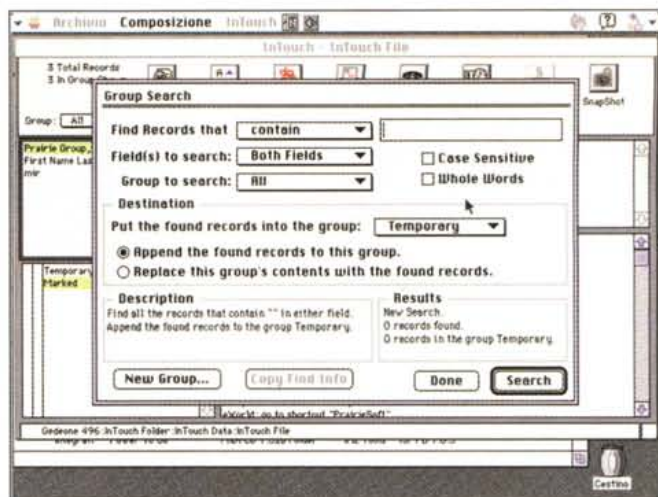 Archivio Composizione InTouch
InTouch - InTouch File
3 Total Records
3 In Group
SnapShot
Group: All
Prairie Group,
First Name Las
mir
Temporary
Marked
Group Search
Find Records that contain
Field(s) to search: Both Fields
Case Sensitive
Group to search: All
Whole Words
Destination
Put the found records into the group: Temporary
Append the found records to this group.
Replace this group's contents with the found records.
Description
Find all the records that contain "" in either field.
Append the found records to the group Temporary.
Results
New Search.
0 records found.
0 records in the group Temporary.
New Group... Copy Find Info Done Search
go to shortcut "PrairieSoft"
Gedeone 496 :InTouch Folder :InTouch Data :InTouch File
Cestino